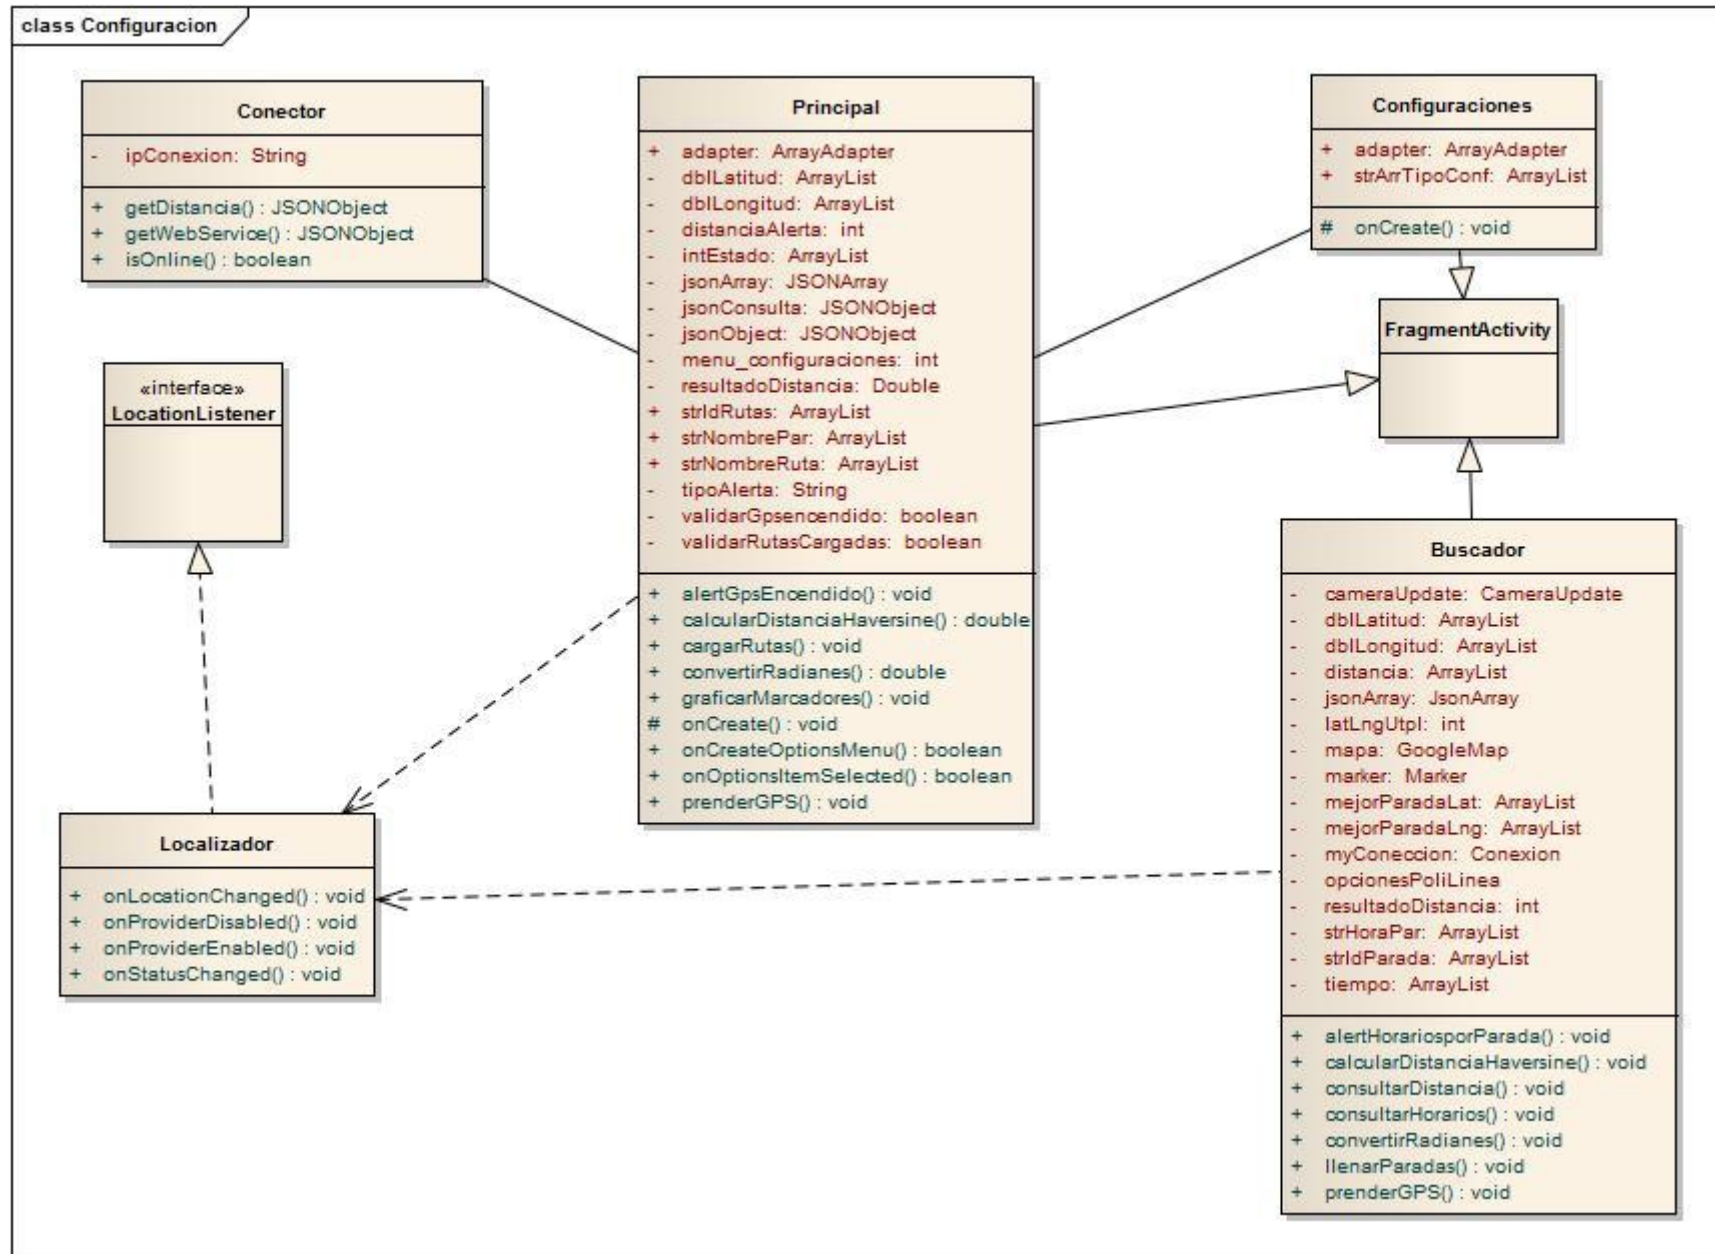 class Configuracion
Conector
- ipConexion: String
+ getDistancia() : JSONObject
+ getWebService() : JSONObject
+ isOnline() : boolean
Principal
+ adapter: ArrayAdapter
- dblLatitud: ArrayList
- dblLongitud: ArrayList
- distanciaAlerta: int
- intEstado: ArrayList
- jsonArray: JSONArray
- jsonConsulta: JSONObject
- jsonObject: JSONObject
- menu_configuraciones: int
- resultadoDistancia: Double
+ strIdRutas: ArrayList
+ strNombrePar: ArrayList
+ strNombreRuta: ArrayList
- tipoAlerta: String
- validarGpsencendido: boolean
- validarRutasCargadas: boolean
+ alertGpsEncendido() : void
+ calcularDistanciaHaversine() : double
+ cargarRutas() : void
+ convertirRadianes() : double
+ graficarMarcadores() : void
# onCreate() : void
+ onCreateOptionsMenu() : boolean
+ onOptionsItemSelected() : boolean
+ prenderGPS() : void
Configuraciones
+ adapter: ArrayAdapter
+ strArrTipoConf: ArrayList
# onCreate() : void
FragmentActivity
«interface»
LocationListener
Localizador
+ onLocationChanged() : void
+ onProviderDisabled() : void
+ onProviderEnabled() : void
+ onStatusChanged() : void
Buscador
- cameraUpdate: CameraUpdate
- dblLatitud: ArrayList
- dblLongitud: ArrayList
- distancia: ArrayList
- jsonArray: JsonArray
- latLngUtpl: int
- mapa: GoogleMap
- marker: Marker
- mejorParadaLat: ArrayList
- mejorParadaLng: ArrayList
- myConeccion: Conexion
- opcionesPoliLinea
- resultadoDistancia: int
- strHoraPar: ArrayList
- strIdParada: ArrayList
- tiempo: ArrayList
+ alertHorariosporParada() : void
+ calcularDistanciaHaversine() : void
+ consultarDistancia() : void
+ consultarHorarios() : void
+ convertirRadianes() : void
+ llenarParadas() : void
+ prenderGPS() : void